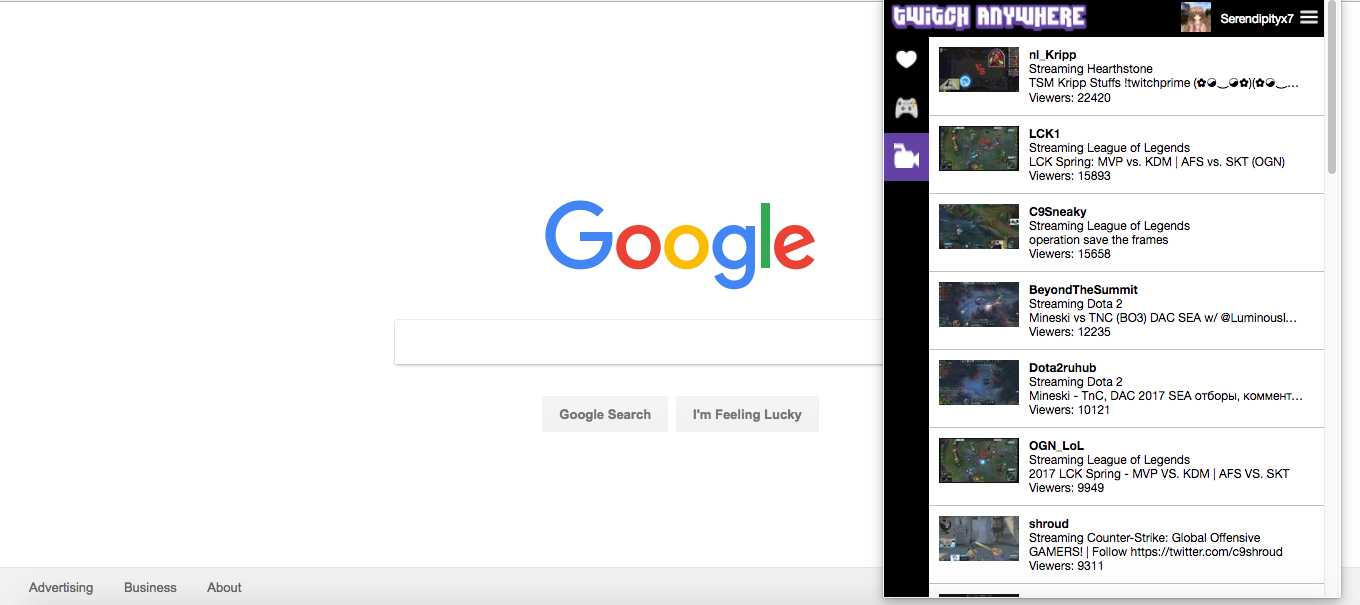 TWITCH ANYWHERE
Serendipityx7
nl_Kripp
Streaming Hearthstone
TSM Kripp Stuffs !twitchprime (✿◕‿◕✿)(✿◕‿…
Viewers: 22420
LCK1
Streaming League of Legends
LCK Spring: MVP vs. KDM | AFS vs. SKT (OGN)
Viewers: 15893
C9Sneaky
Streaming League of Legends
operation save the frames
Viewers: 15658
BeyondTheSummit
Streaming Dota 2
Mineski vs TNC (BO3) DAC SEA w/ @Luminousl…
Viewers: 12235
Dota2ruhub
Streaming Dota 2
Mineski - TnC, DAC 2017 SEA отборы, коммент…
Viewers: 10121
OGN_LoL
Streaming League of Legends
2017 LCK Spring - MVP VS. KDM | AFS VS. SKT
Viewers: 9949
shroud
Streaming Counter-Strike: Global Offensive
GAMERS! | Follow https://twitter.com/c9shroud
Viewers: 9311
Google
Google Search
I'm Feeling Lucky
Advertising
Business
About